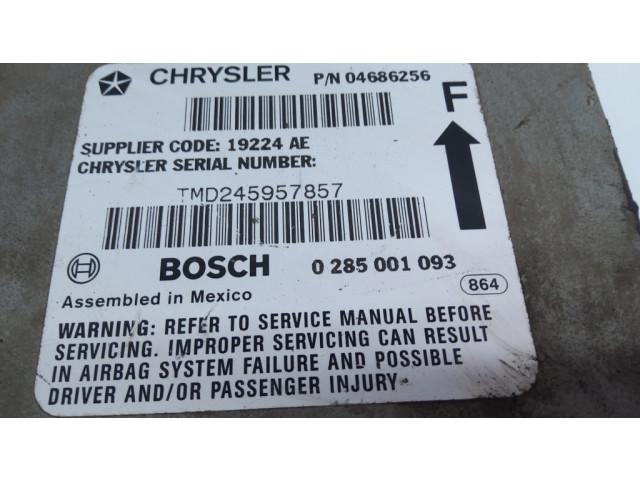 CHRYSLER P/N 04686256
F
SUPPLIER CODE: 19224 AE
CHRYSLER SERIAL NUMBER:
TMD245957857
BOSCH 0 285 001 093
Assembled in Mexico 864
WARNING: REFER TO SERVICE MANUAL BEFORE
SERVICING. IMPROPER SERVICING CAN RESULT
IN AIRBAG SYSTEM FAILURE AND POSSIBLE
DRIVER AND/OR PASSENGER INJURY.